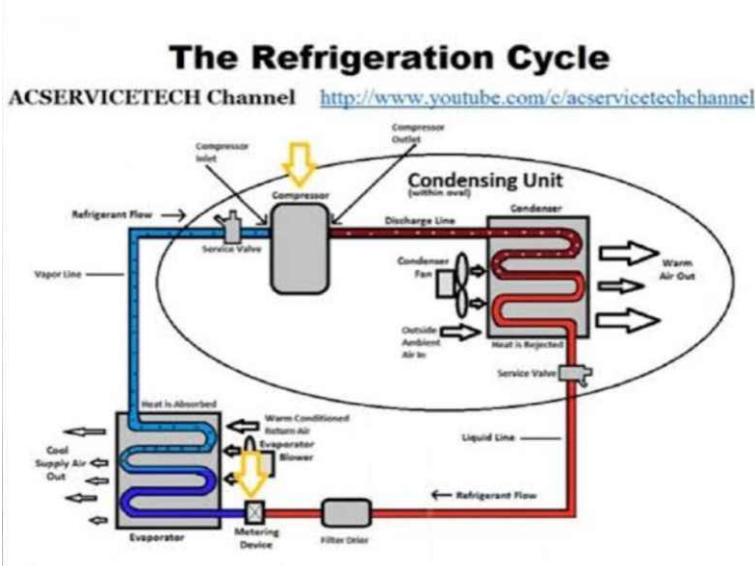 The Refrigeration Cycle
ACSERVICETECH Channel http://www.youtube.com/c/acservicetechchannel
Compressor
Inlet
Compressor
Outlet
Condensing Unit
(within oval)
Compressor
Condenser
Refrigerant Flow
Service Valve
Discharge Line
Vapor Line
Condenser
Fan
Warm
Air Out
Outside
Ambient
Air In
Heat is Rejected
Service Valve
Heat is Absorbed
Warm Conditioned
Return Air
Evaporator
Blower
Cool
Supply Air
Out
Liquid Line
Refrigerant Flow
Evaporator
Metering
Device
Filter Drier